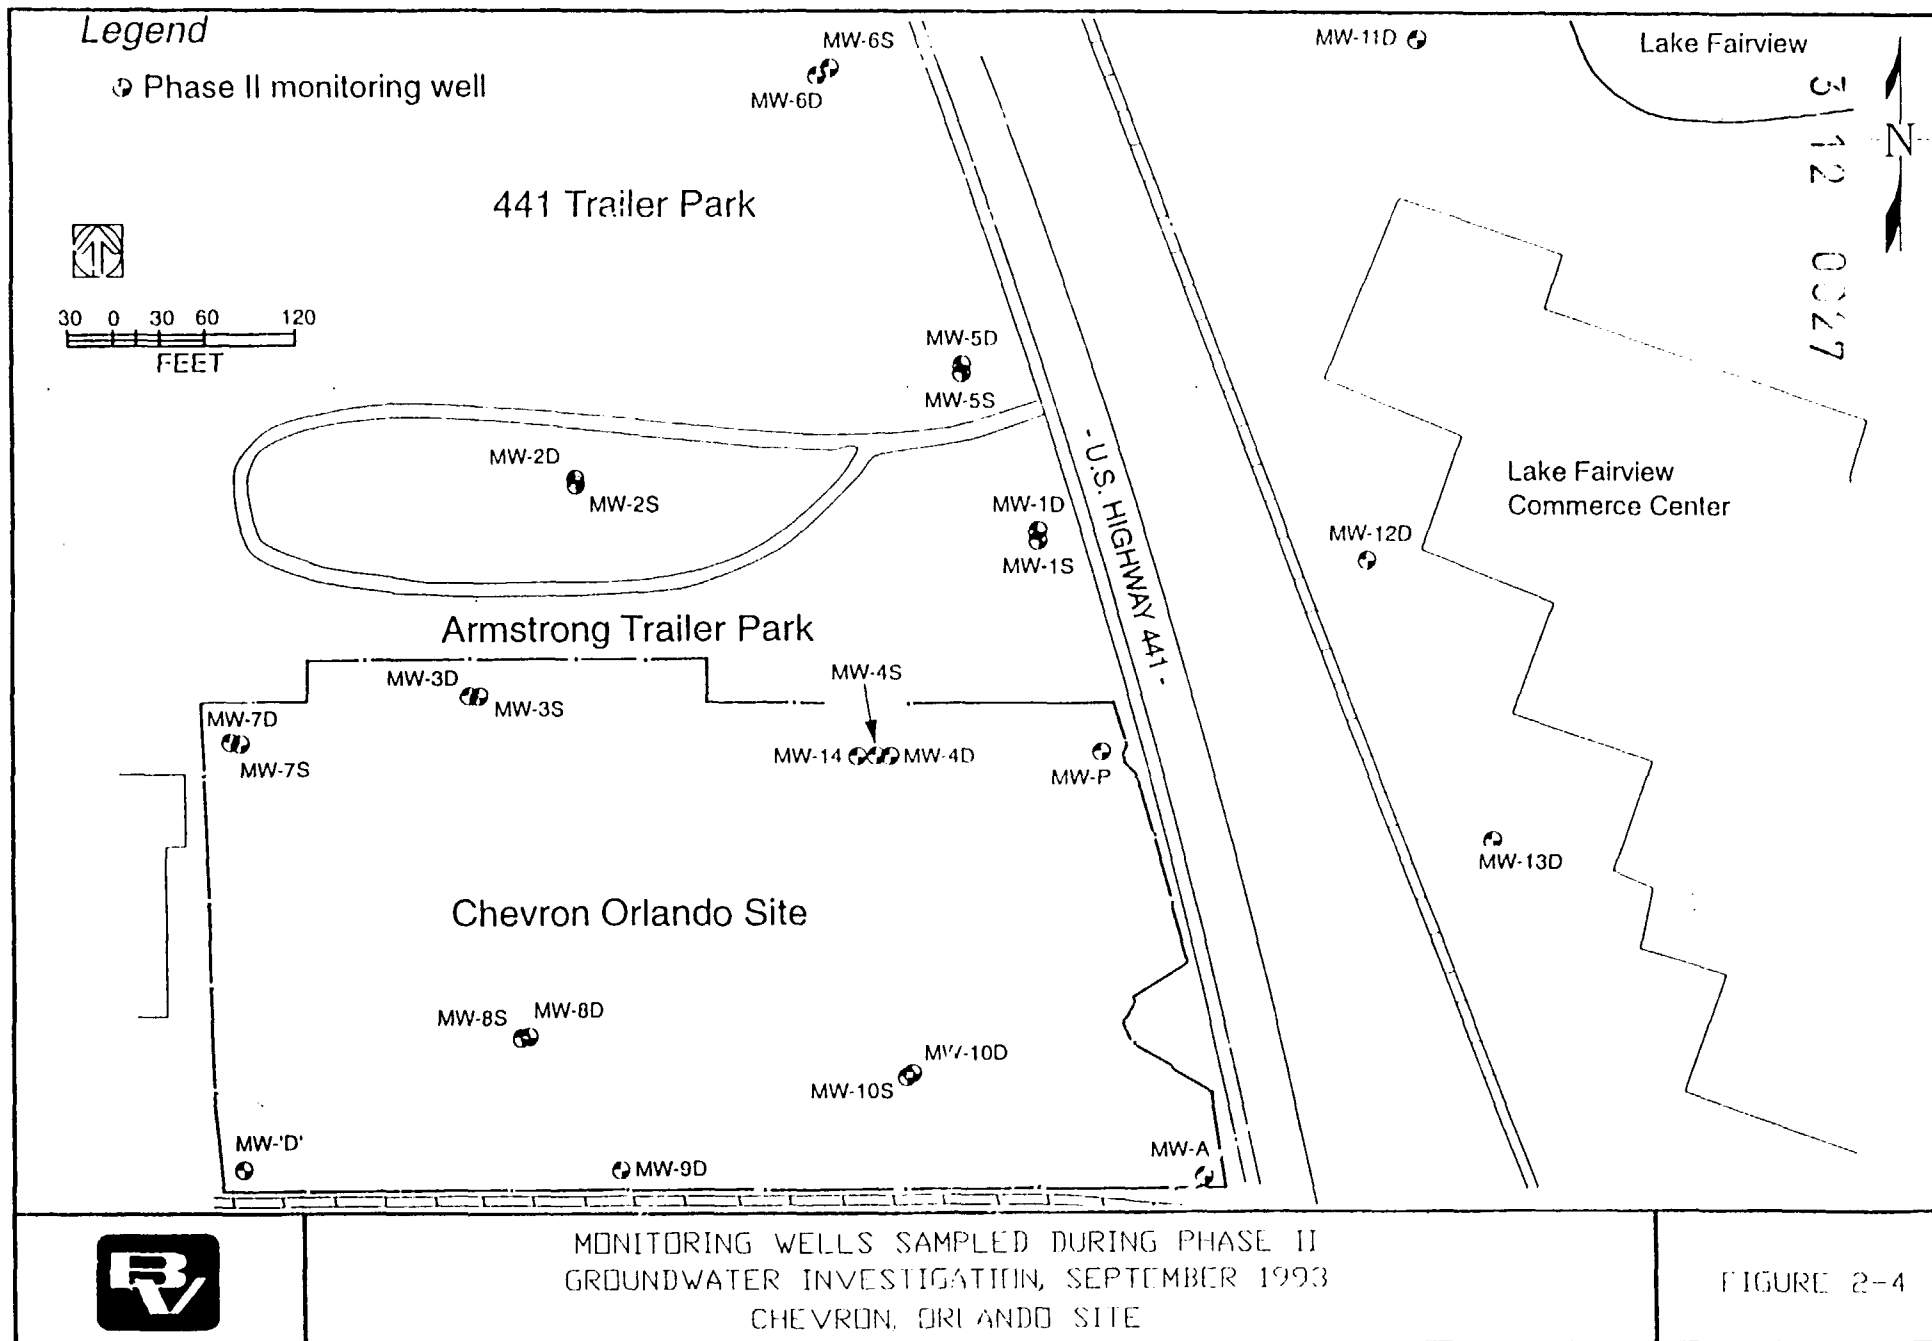 Legend
Phase II monitoring well
MW-6S
MW-6D
MW-11D
Lake Fairview
N
441 Trailer Park
30 0 30 60 120
FEET
MW-5D
MW-5S
MW-2D
MW-2S
MW-1D
MW-1S
- U.S. HIGHWAY 441 -
Lake Fairview
Commerce Center
MW-12D
Armstrong Trailer Park
MW-3D
MW-3S
MW-4S
MW-7D
MW-7S
MW-14
MW-4D
MW-P
MW-13D
Chevron Orlando Site
MW-8S
MW-8D
MW-10D
MW-10S
MW-'D'
MW-9D
MW-A
BV
MONITORING WELLS SAMPLED DURING PHASE II
GROUNDWATER INVESTIGATION, SEPTEMBER 1993
CHEVRON, ORLANDO SITE
FIGURE 2-4
3 12